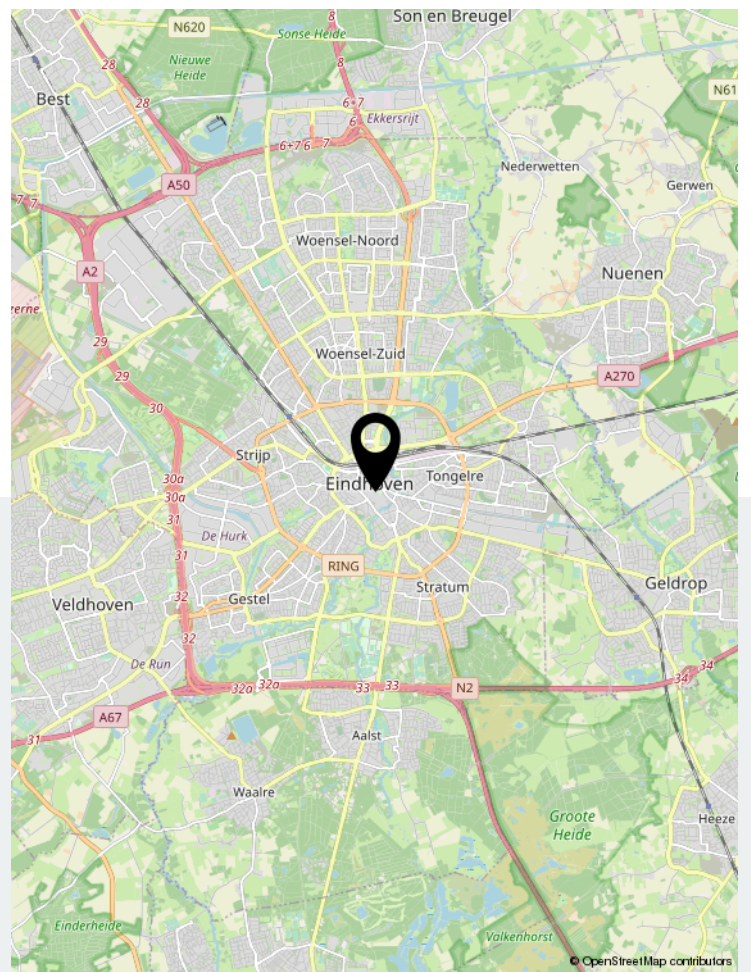 Son en Breugel
8
N620
Sonse Heide
Nieuwe
Heide
8
28
N61
Best
28
6+7
6
Ekkersrijt
6+7
6
7
Nederwetten
Gerwen
A50
7
7
Woensel-Noord
A2
Nuenen
zerne
29
Woensel-Zuid
29
A270
30
Strijp
30a
Eindhoven
Tongelre
30a
31
De Hurk
31
RING
Geldrop
Stratum
32
Gestel
Veldhoven
32
De Run
34
34
32a
32a
33
33
N2
A67
31
Aalst
Waalre
Groote
Heide
Heeze
Einderheide
Valkenhorst
© OpenStreetMap contributors